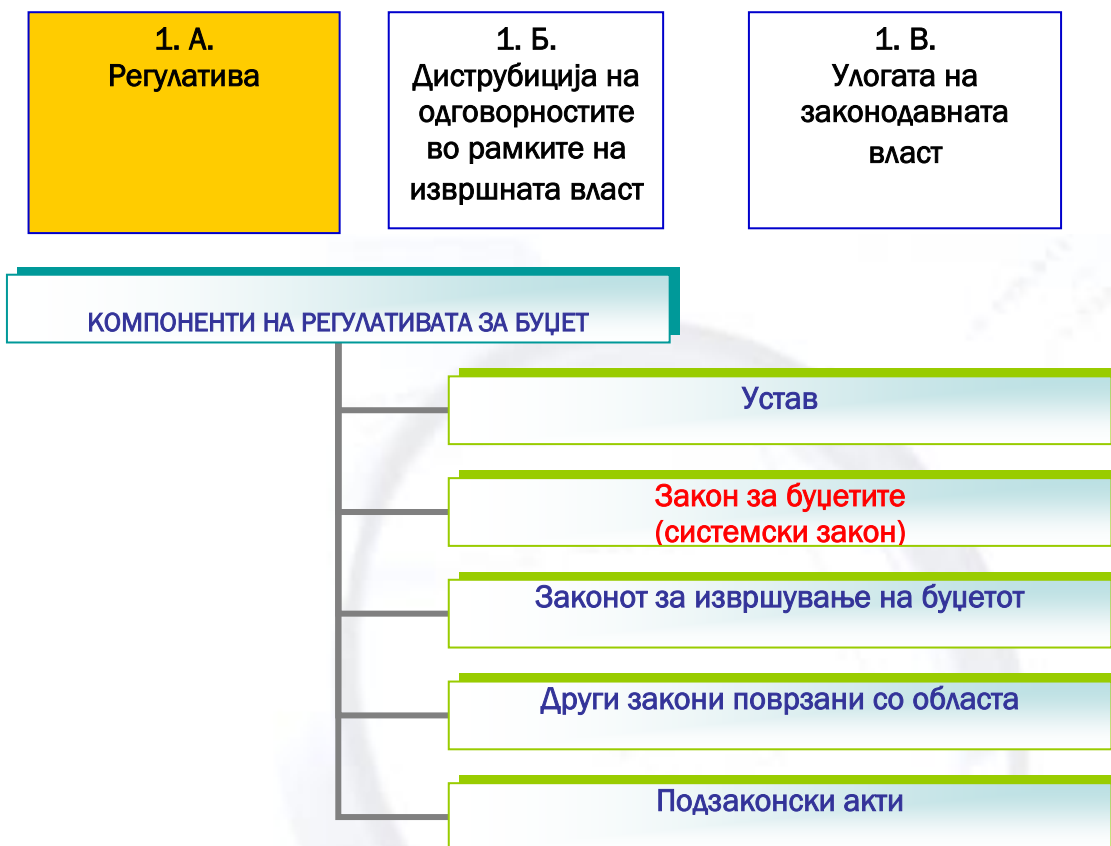 1. А.
Регулатива
1. Б.
Диструбиција на
одговорностите
во рамките на
извршната власт
1. В.
Улогата на
законодавната
власт
КОМПОНЕНТИ НА РЕГУЛАТИВАТА ЗА БУЏЕТ
Устав
Закон за буџетите
(системски закон)
Законот за извршување на буџетот
Други закони поврзани со областа
Подзаконски акти